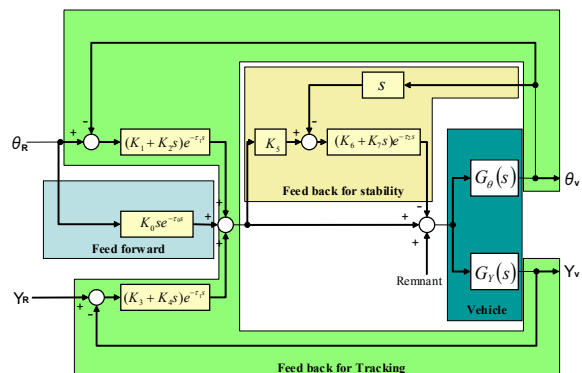 s
θR
(K1 + K2s)e^{-τ1s}
K5
(K6 + K7s)e^{-τ2s}
Gθ(s)
θv
Feed back for stability
K0se^{-τ0s}
Feed forward
YR
(K3 + K4s)e^{-τ1s}
Remnant
GY(s)
Yv
Vehicle
Feed back for Tracking